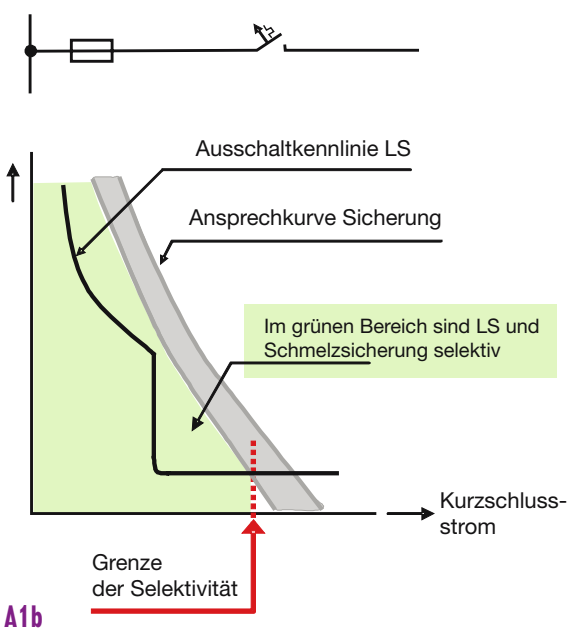 Ausschaltkennlinie LS
Ansprechkurve Sicherung
Im grünen Bereich sind LS und
Schmelzsicherung selektiv
Kurzschluss-
strom
Grenze
der Selektivität
A1b